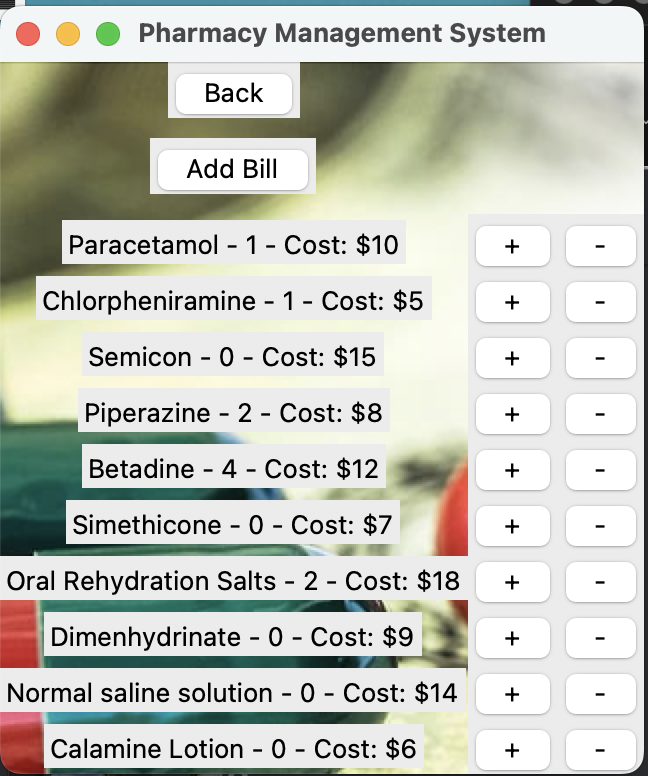 Pharmacy Management System
Back
Add Bill
Paracetamol - 1 - Cost: $10 + -
Chlorpheniramine - 1 - Cost: $5 + -
Semicon - 0 - Cost: $15 + -
Piperazine - 2 - Cost: $8 + -
Betadine - 4 - Cost: $12 + -
Simethicone - 0 - Cost: $7 + -
Oral Rehydration Salts - 2 - Cost: $18 + -
Dimenhydrinate - 0 - Cost: $9 + -
Normal saline solution - 0 - Cost: $14 + -
Calamine Lotion - 0 - Cost: $6 + -